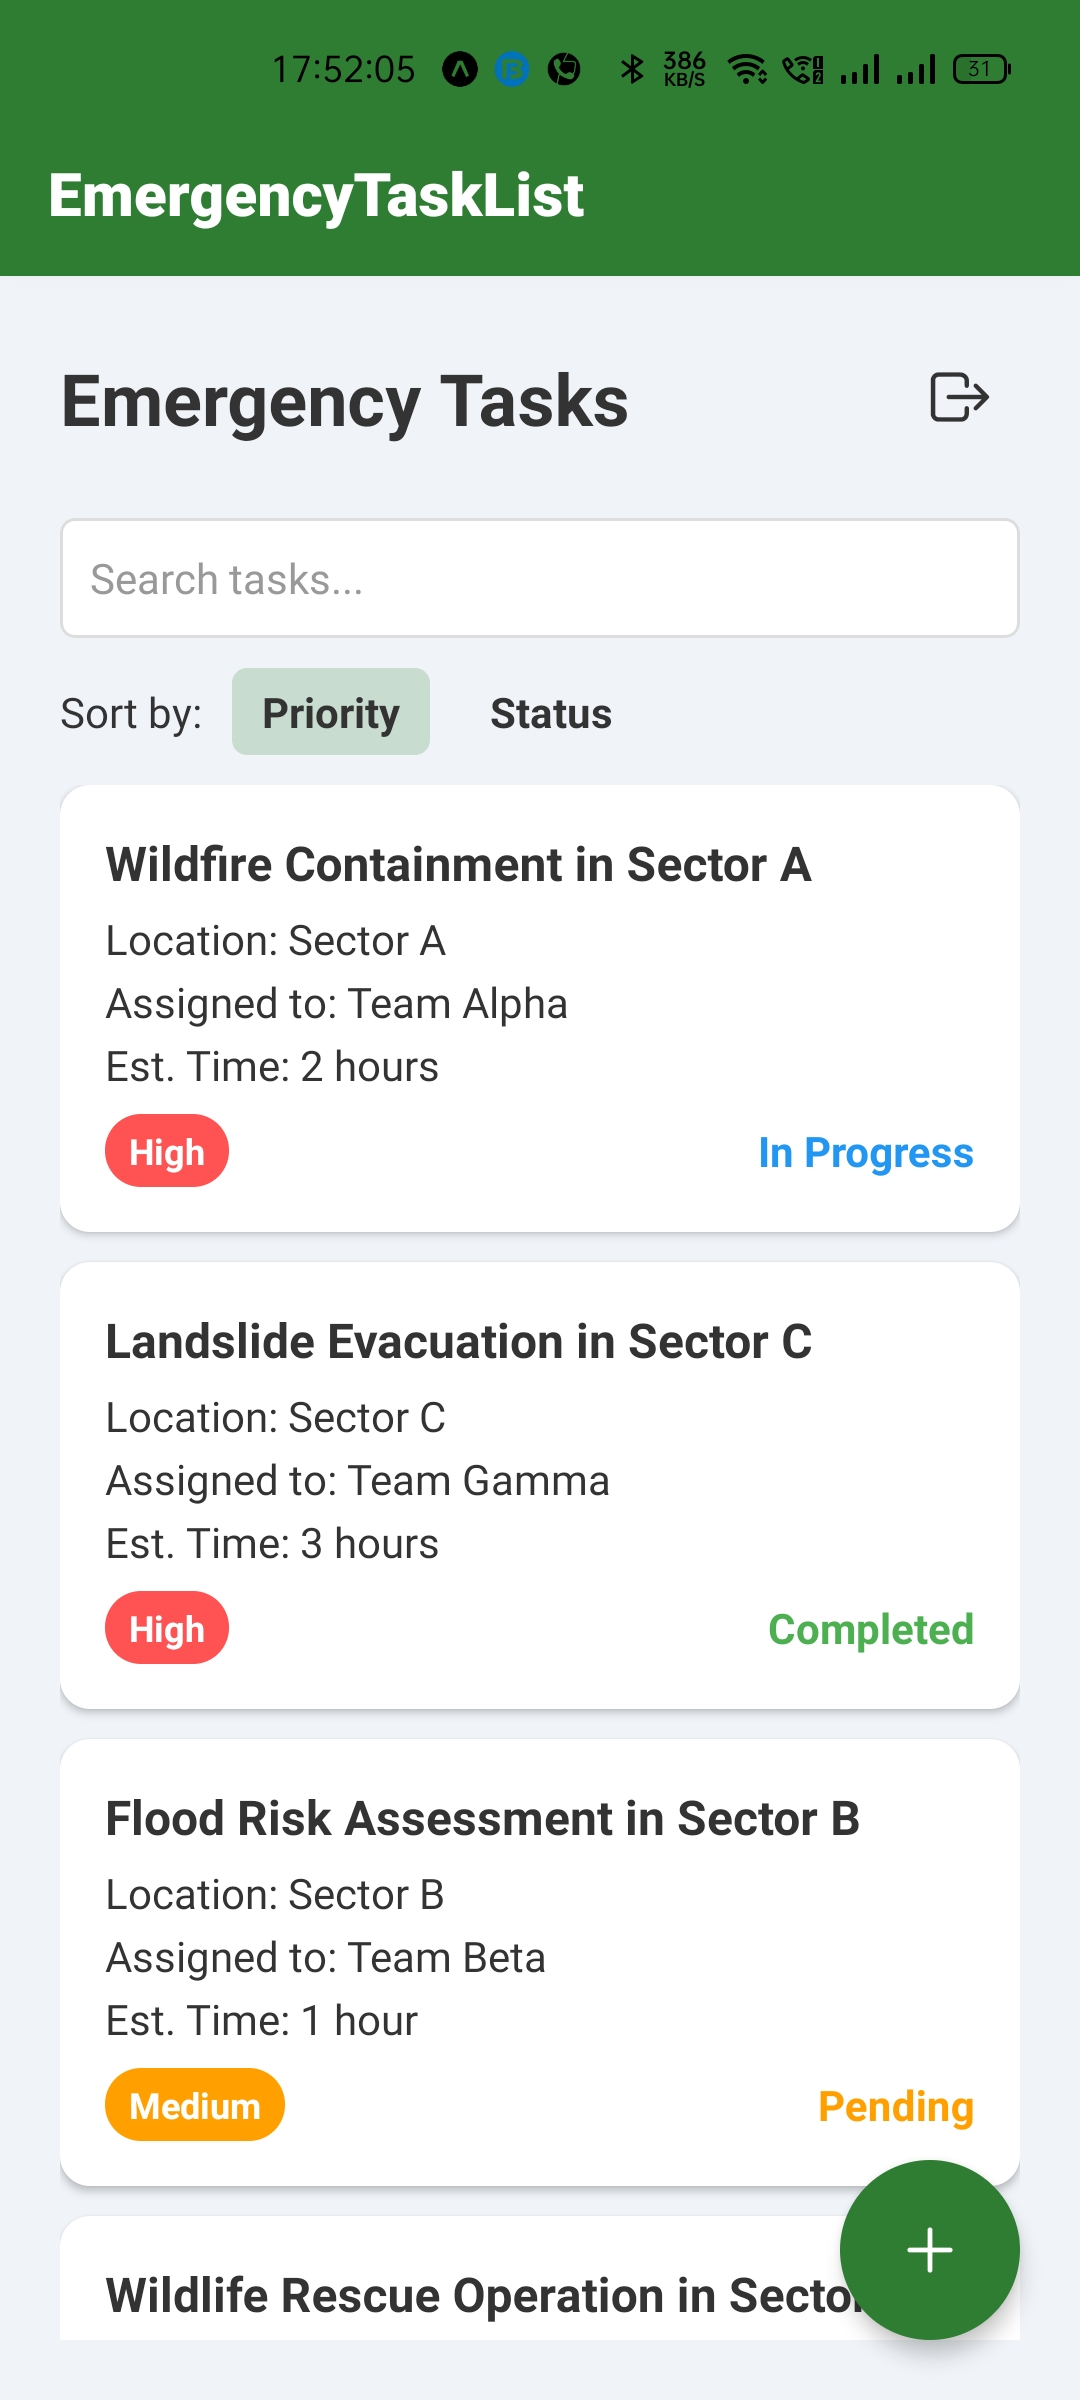 17:52:05 386 KB/S 31
EmergencyTaskList
Emergency Tasks
Search tasks...
Sort by: Priority Status
Wildfire Containment in Sector A
Location: Sector A
Assigned to: Team Alpha
Est. Time: 2 hours
High In Progress
Landslide Evacuation in Sector C
Location: Sector C
Assigned to: Team Gamma
Est. Time: 3 hours
High Completed
Flood Risk Assessment in Sector B
Location: Sector B
Assigned to: Team Beta
Est. Time: 1 hour
Medium Pending
Wildlife Rescue Operation in